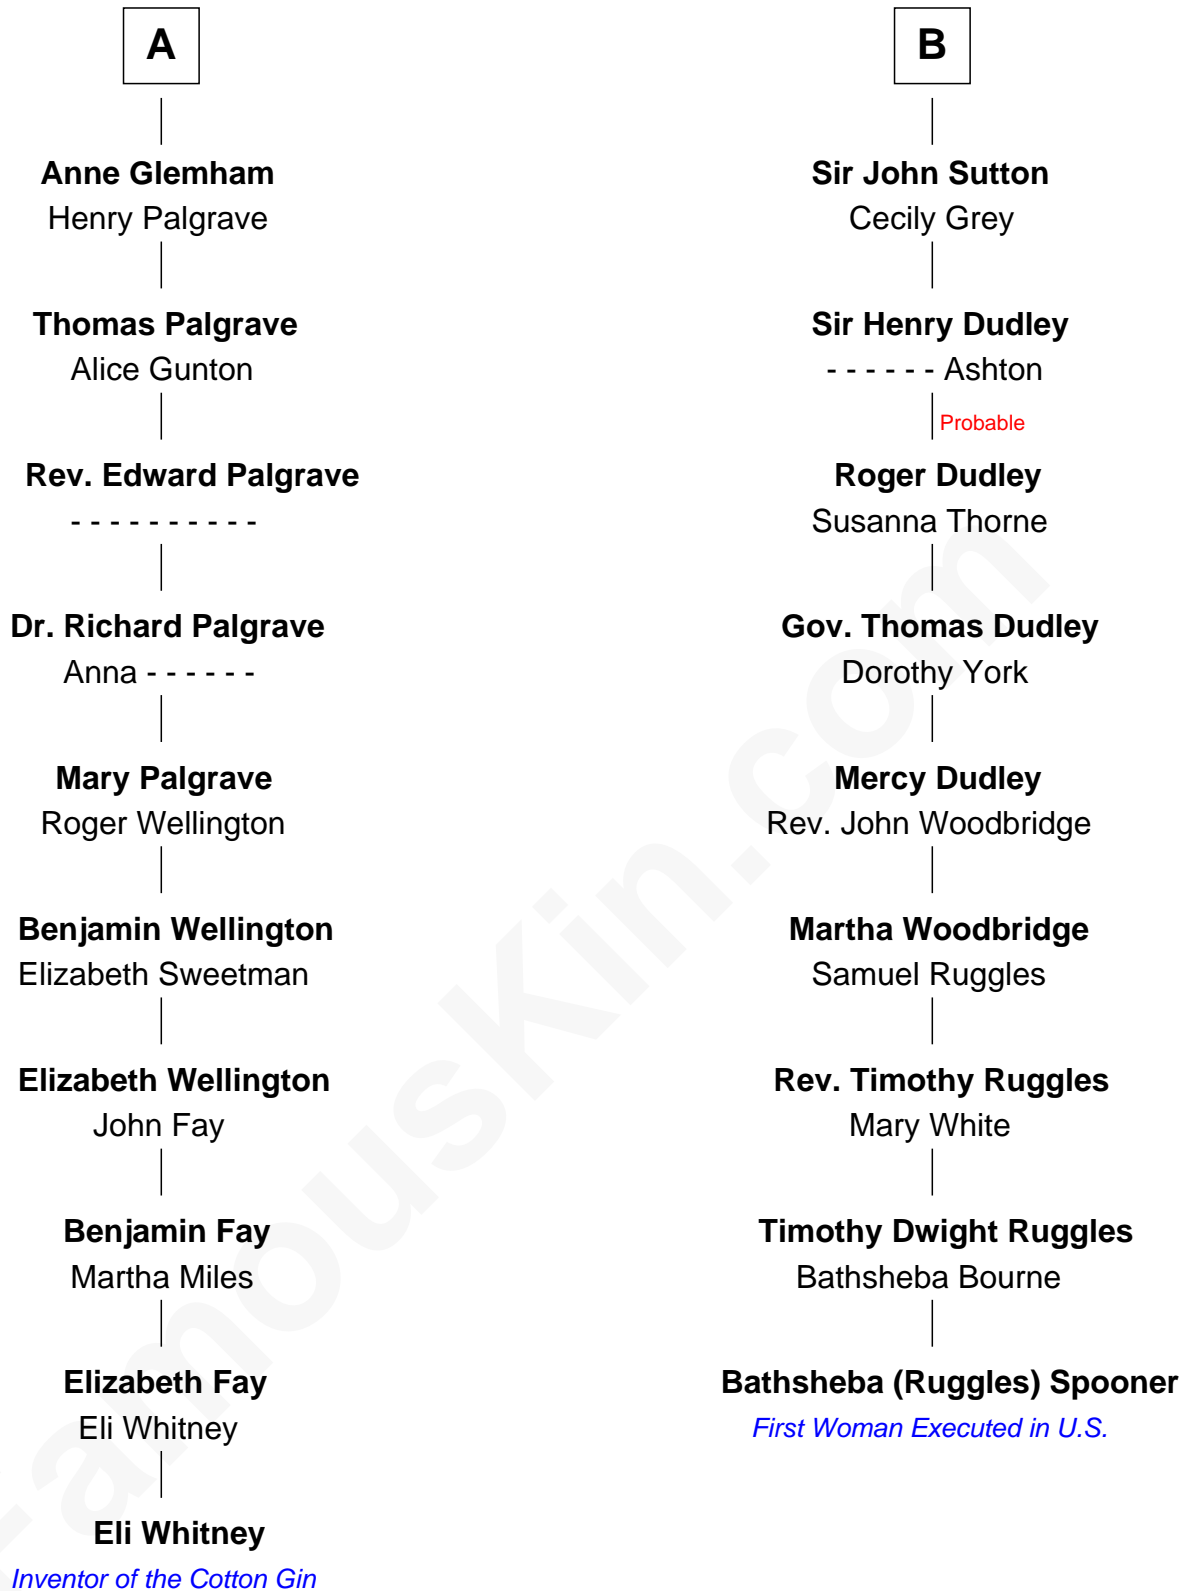 A
Anne Glemham
Henry Palgrave
Thomas Palgrave
Alice Gunton
Rev. Edward Palgrave
- - - - - - - - - -
Dr. Richard Palgrave
Anna - - - - - -
Mary Palgrave
Roger Wellington
Benjamin Wellington
Elizabeth Sweetman
Elizabeth Wellington
John Fay
Benjamin Fay
Martha Miles
Elizabeth Fay
Eli Whitney
Eli Whitney
Inventor of the Cotton Gin
B
Sir John Sutton
Cecily Grey
Sir Henry Dudley
- - - - - - Ashton
Probable
Roger Dudley
Susanna Thorne
Gov. Thomas Dudley
Dorothy York
Mercy Dudley
Rev. John Woodbridge
Martha Woodbridge
Samuel Ruggles
Rev. Timothy Ruggles
Mary White
Timothy Dwight Ruggles
Bathsheba Bourne
Bathsheba (Ruggles) Spooner
First Woman Executed in U.S.
FamousKin.com